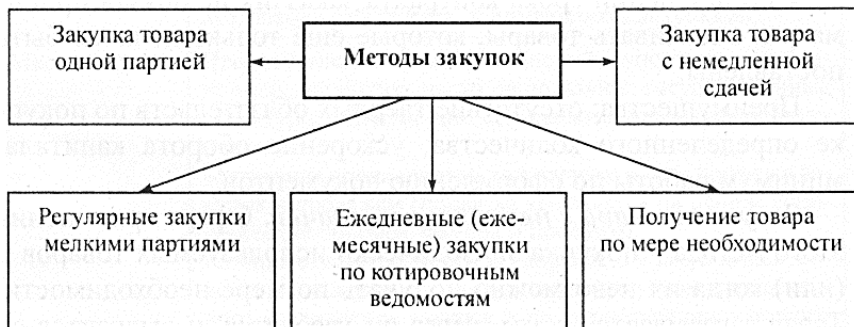 Закупка товара
одной партией
Методы закупок
Закупка товара
с немедленной
сдачей
Регулярные закупки
мелкими партиями
Ежедневные (еже-
месячные) закупки
по котировочным
ведомостям
Получение товара
по мере необходимости